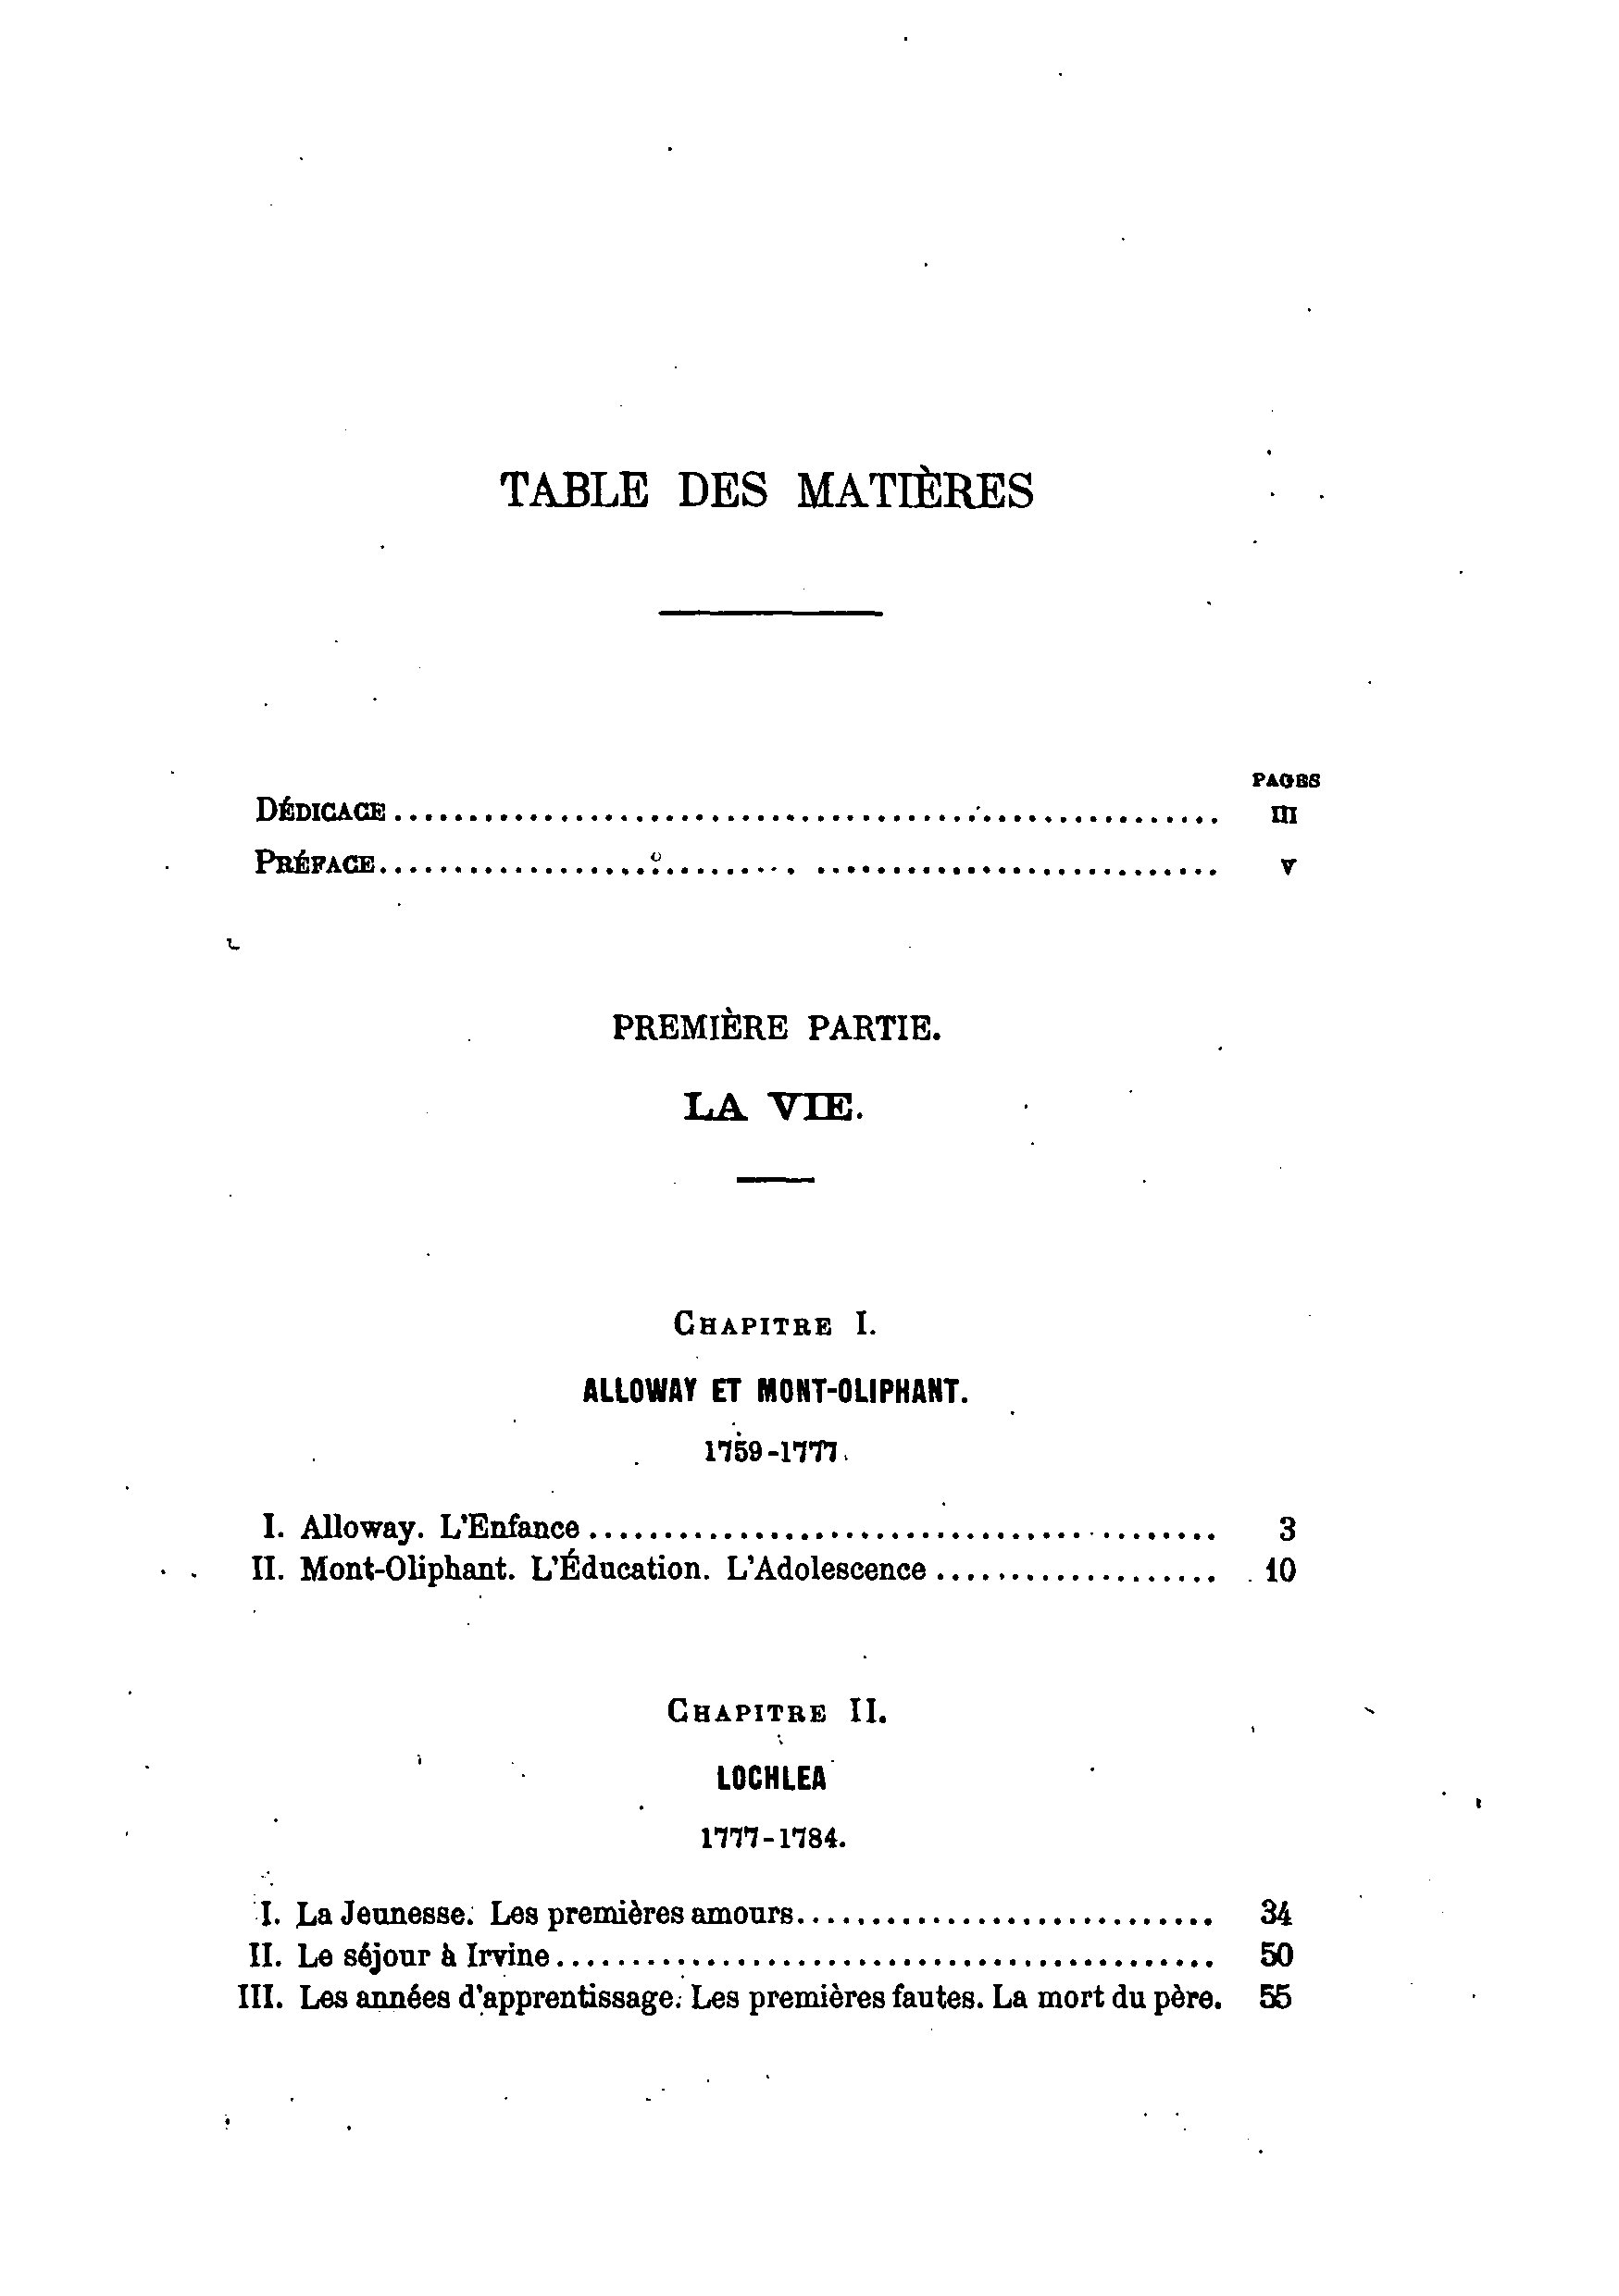 TABLE DES MATIÈRES
PAGES
DÉDICACE ........................................................ III
PRÉFACE ........................................................ V
PREMIÈRE PARTIE.
LA VIE.
CHAPITRE I.
ALLOWAY ET MONT-OLIPHANT.
1759-1777.
I. Alloway. L'Enfance .......................................... 3
II. Mont-Oliphant. L'Éducation. L'Adolescence ................... 10
CHAPITRE II.
LOCHLEA
1777-1784.
I. La Jeunesse. Les premières amours ............................ 34
II. Le séjour à Irvine ............................................ 50
III. Les années d'apprentissage. Les premières fautes. La mort du père. 55